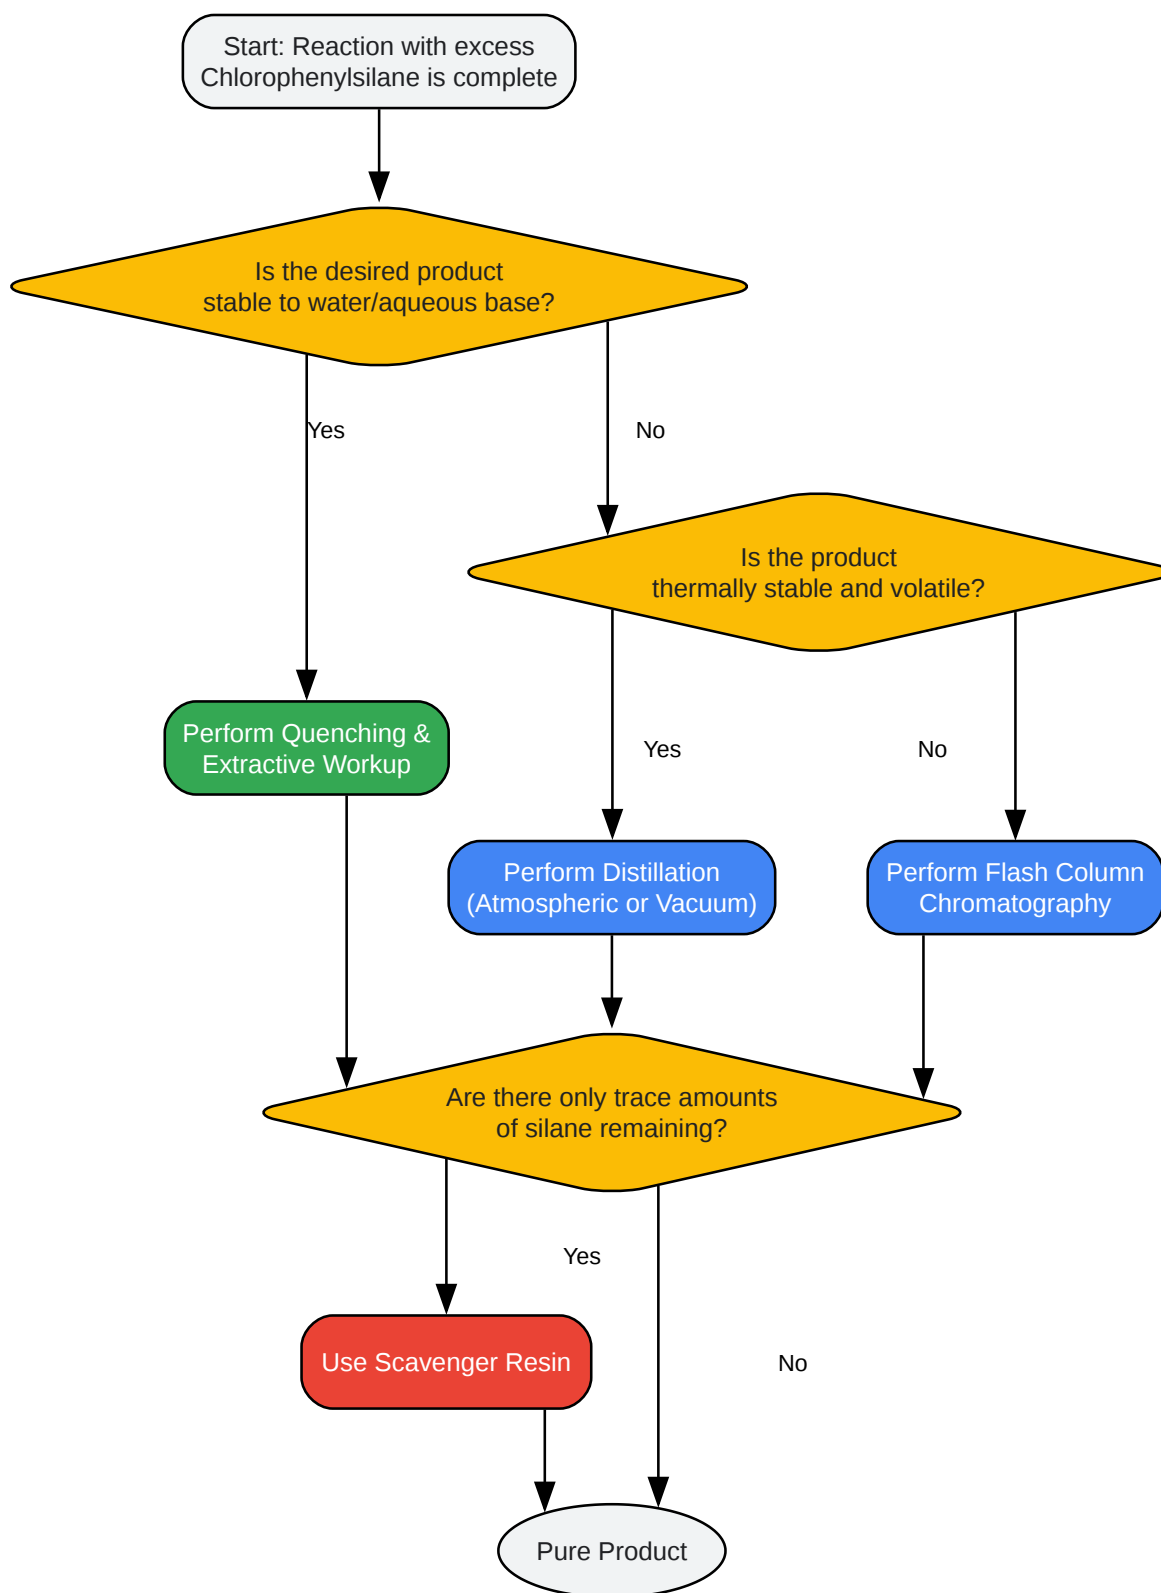 Start: Reaction with excess
Chlorophenylsilane is complete
Is the desired product
stable to water/aqueous base?
Yes
No
Is the product
thermally stable and volatile?
Perform Quenching &
Extractive Workup
Yes
No
Perform Distillation
(Atmospheric or Vacuum)
Perform Flash Column
Chromatography
Are there only trace amounts
of silane remaining?
Yes
No
Use Scavenger Resin
Pure Product